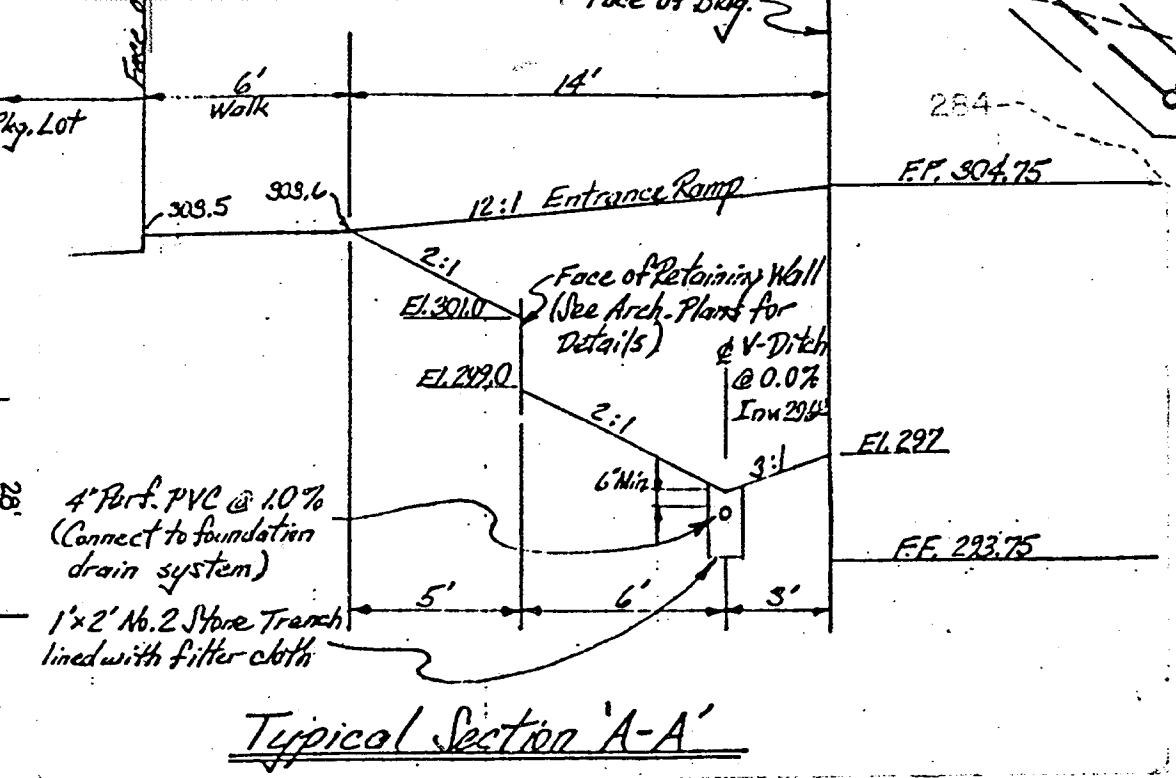 Face of Bldg.
Face
6'
Walk
14'
Pkg. Lot
284
303.5
303.6
12:1 Entrance Ramp
F.F. 304.75
2:1
El. 301.0
Face of Retaining Wall
(See Arch. Plans for
Details)
℄ V-Ditch
@ 0.0%
Inv.
El. 299.0
2:1
3:1
El. 297
6" Min
4" Perf. PVC @ 1.0%
(Connect to foundation
drain system)
F.F. 293.75
5'
6'
3'
1'x2' No.2 Stone Trench
lined with filter cloth
Typical Section 'A-A'